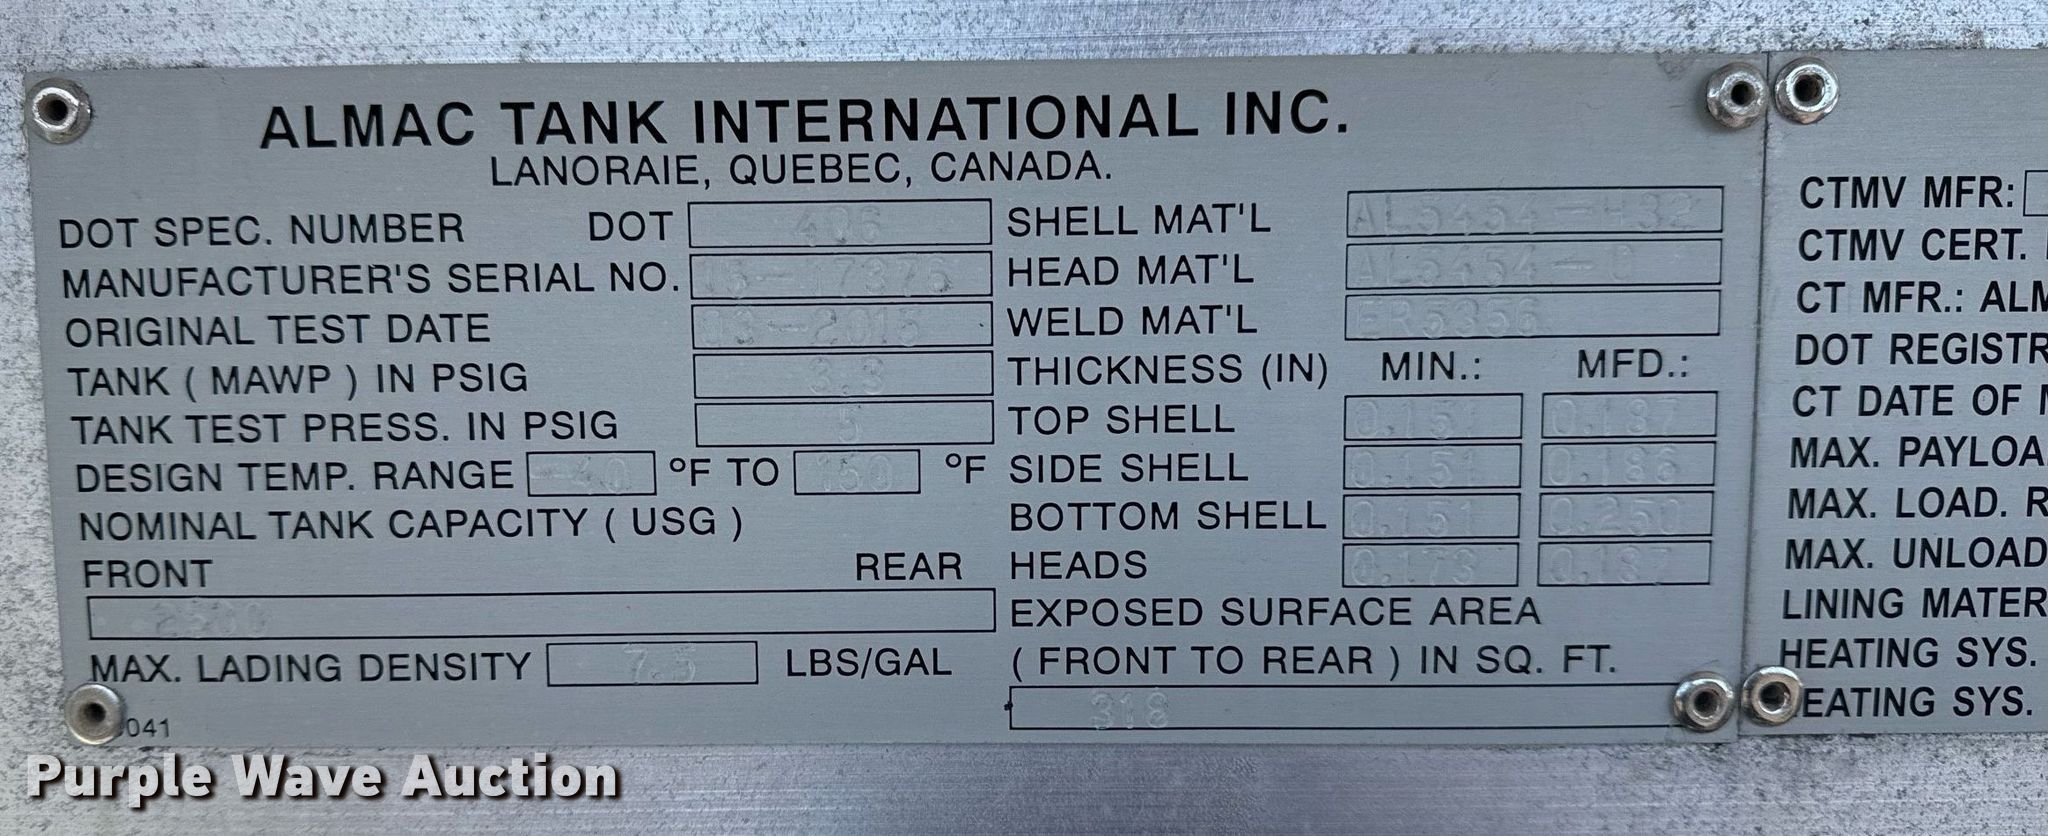 ALMAC TANK INTERNATIONAL INC.
LANORAIE, QUEBEC, CANADA.
DOT SPEC. NUMBER DOT 406
MANUFACTURER'S SERIAL NO. 15-17376
ORIGINAL TEST DATE 03-2015
TANK ( MAWP ) IN PSIG 3.3
TANK TEST PRESS. IN PSIG 5
DESIGN TEMP. RANGE -40 °F TO 150 °F
NOMINAL TANK CAPACITY ( USG )
FRONT REAR
2500
MAX. LADING DENSITY 7.5 LBS/GAL
041
SHELL MAT'L AL5454-H32
HEAD MAT'L AL5454-O
WELD MAT'L ER5356
THICKNESS (IN) MIN.: MFD.:
TOP SHELL 0.151 0.187
SIDE SHELL 0.151 0.186
BOTTOM SHELL 0.151 0.250
HEADS 0.173 0.187
EXPOSED SURFACE AREA
( FRONT TO REAR ) IN SQ. FT.
318
CTMV MFR:
CTMV CERT.
CT MFR.: ALM
DOT REGISTR
CT DATE OF
MAX. PAYLOA
MAX. LOAD. R
MAX. UNLOAD
LINING MATER
HEATING SYS.
EATING SYS.
Purple Wave Auction